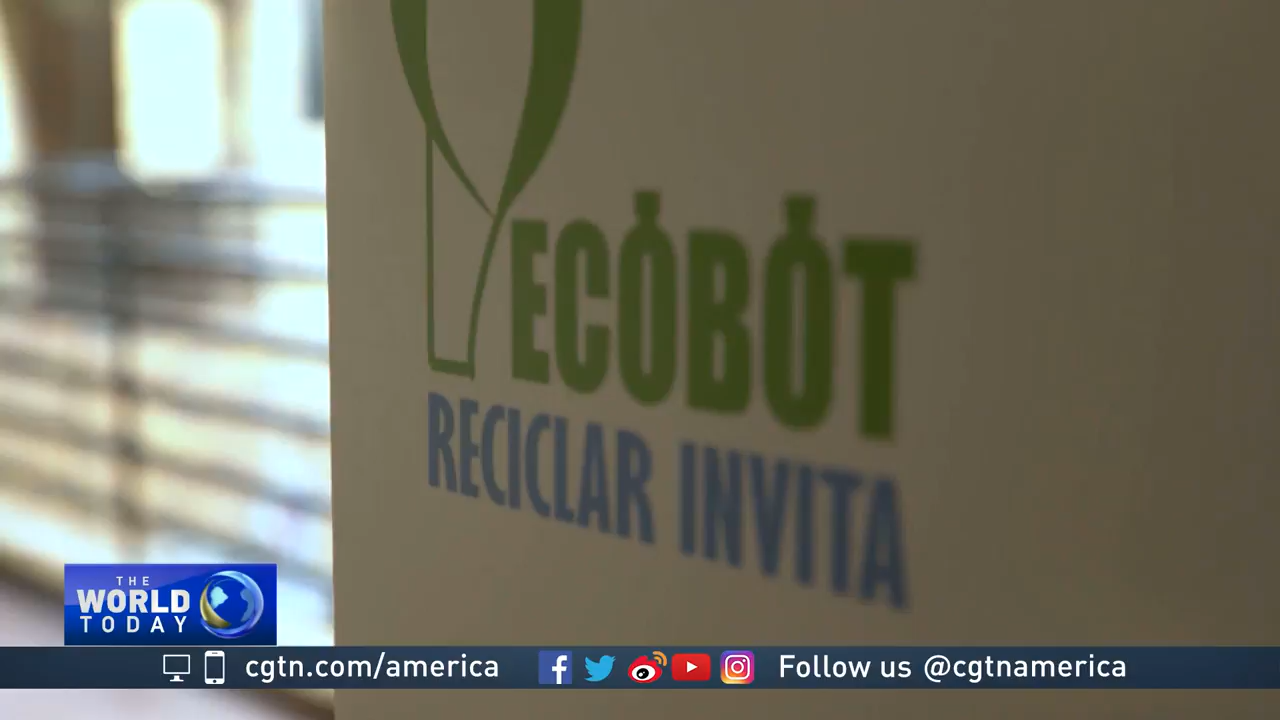 ECOBOT
RECICLAR INVITA
THE
WORLD
TODAY
cgtn.com/america
Follow us @cgtnamerica